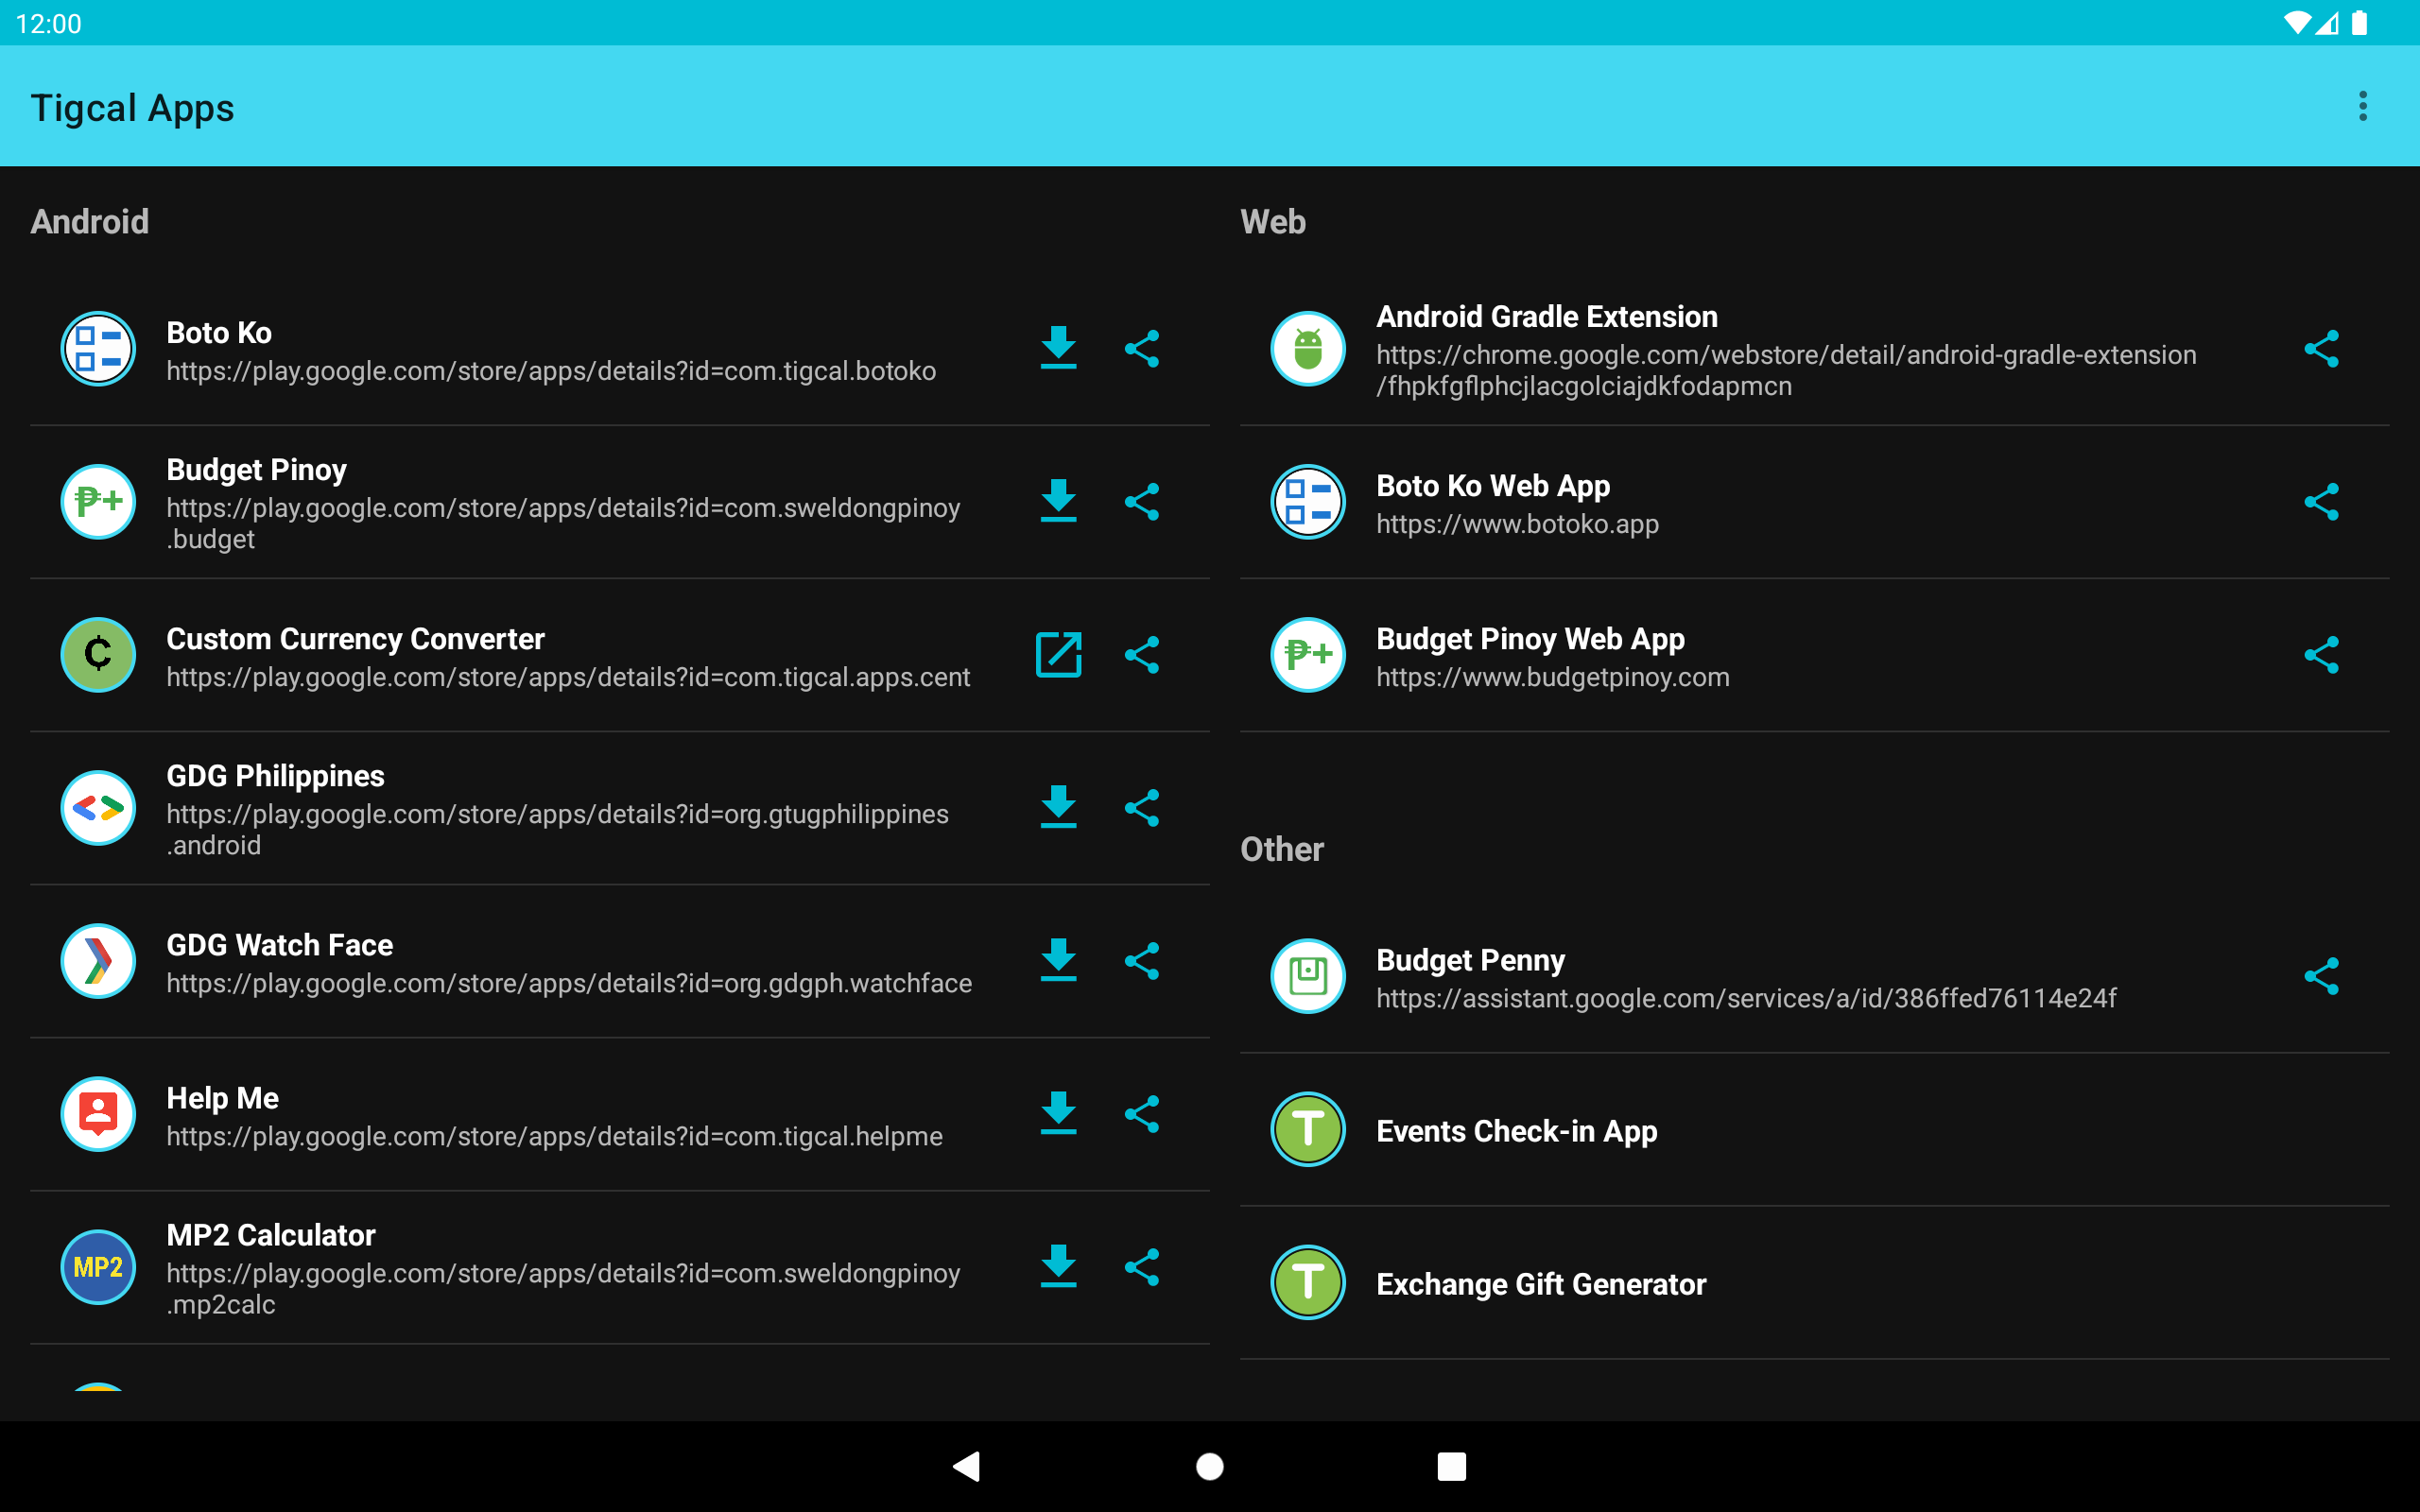 12:00
Tigcal Apps
Android
Boto Ko
https://play.google.com/store/apps/details?id=com.tigcal.botoko
Budget Pinoy
https://play.google.com/store/apps/details?id=com.sweldongpinoy
.budget
Custom Currency Converter
https://play.google.com/store/apps/details?id=com.tigcal.apps.cent
GDG Philippines
https://play.google.com/store/apps/details?id=org.gtugphilippines
.android
GDG Watch Face
https://play.google.com/store/apps/details?id=org.gdgph.watchface
Help Me
https://play.google.com/store/apps/details?id=com.tigcal.helpme
MP2
MP2 Calculator
https://play.google.com/store/apps/details?id=com.sweldongpinoy
.mp2calc
Web
Android Gradle Extension
https://chrome.google.com/webstore/detail/android-gradle-extension
/fhpkfgflphcjlacgolciajdkfodapmcn
Boto Ko Web App
https://www.botoko.app
Budget Pinoy Web App
https://www.budgetpinoy.com
Other
Budget Penny
https://assistant.google.com/services/a/id/386ffed76114e24f
T
Events Check-in App
T
Exchange Gift Generator